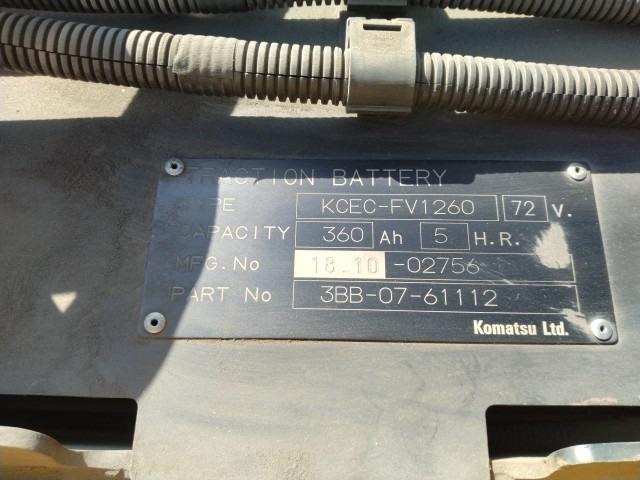 TRACTION BATTERY
TYPE KCEC-FV1260 72 V.
CAPACITY 360 Ah 5 H.R.
MFG.No 18.10-02756
PART No 3BB-07-61112
Komatsu Ltd.